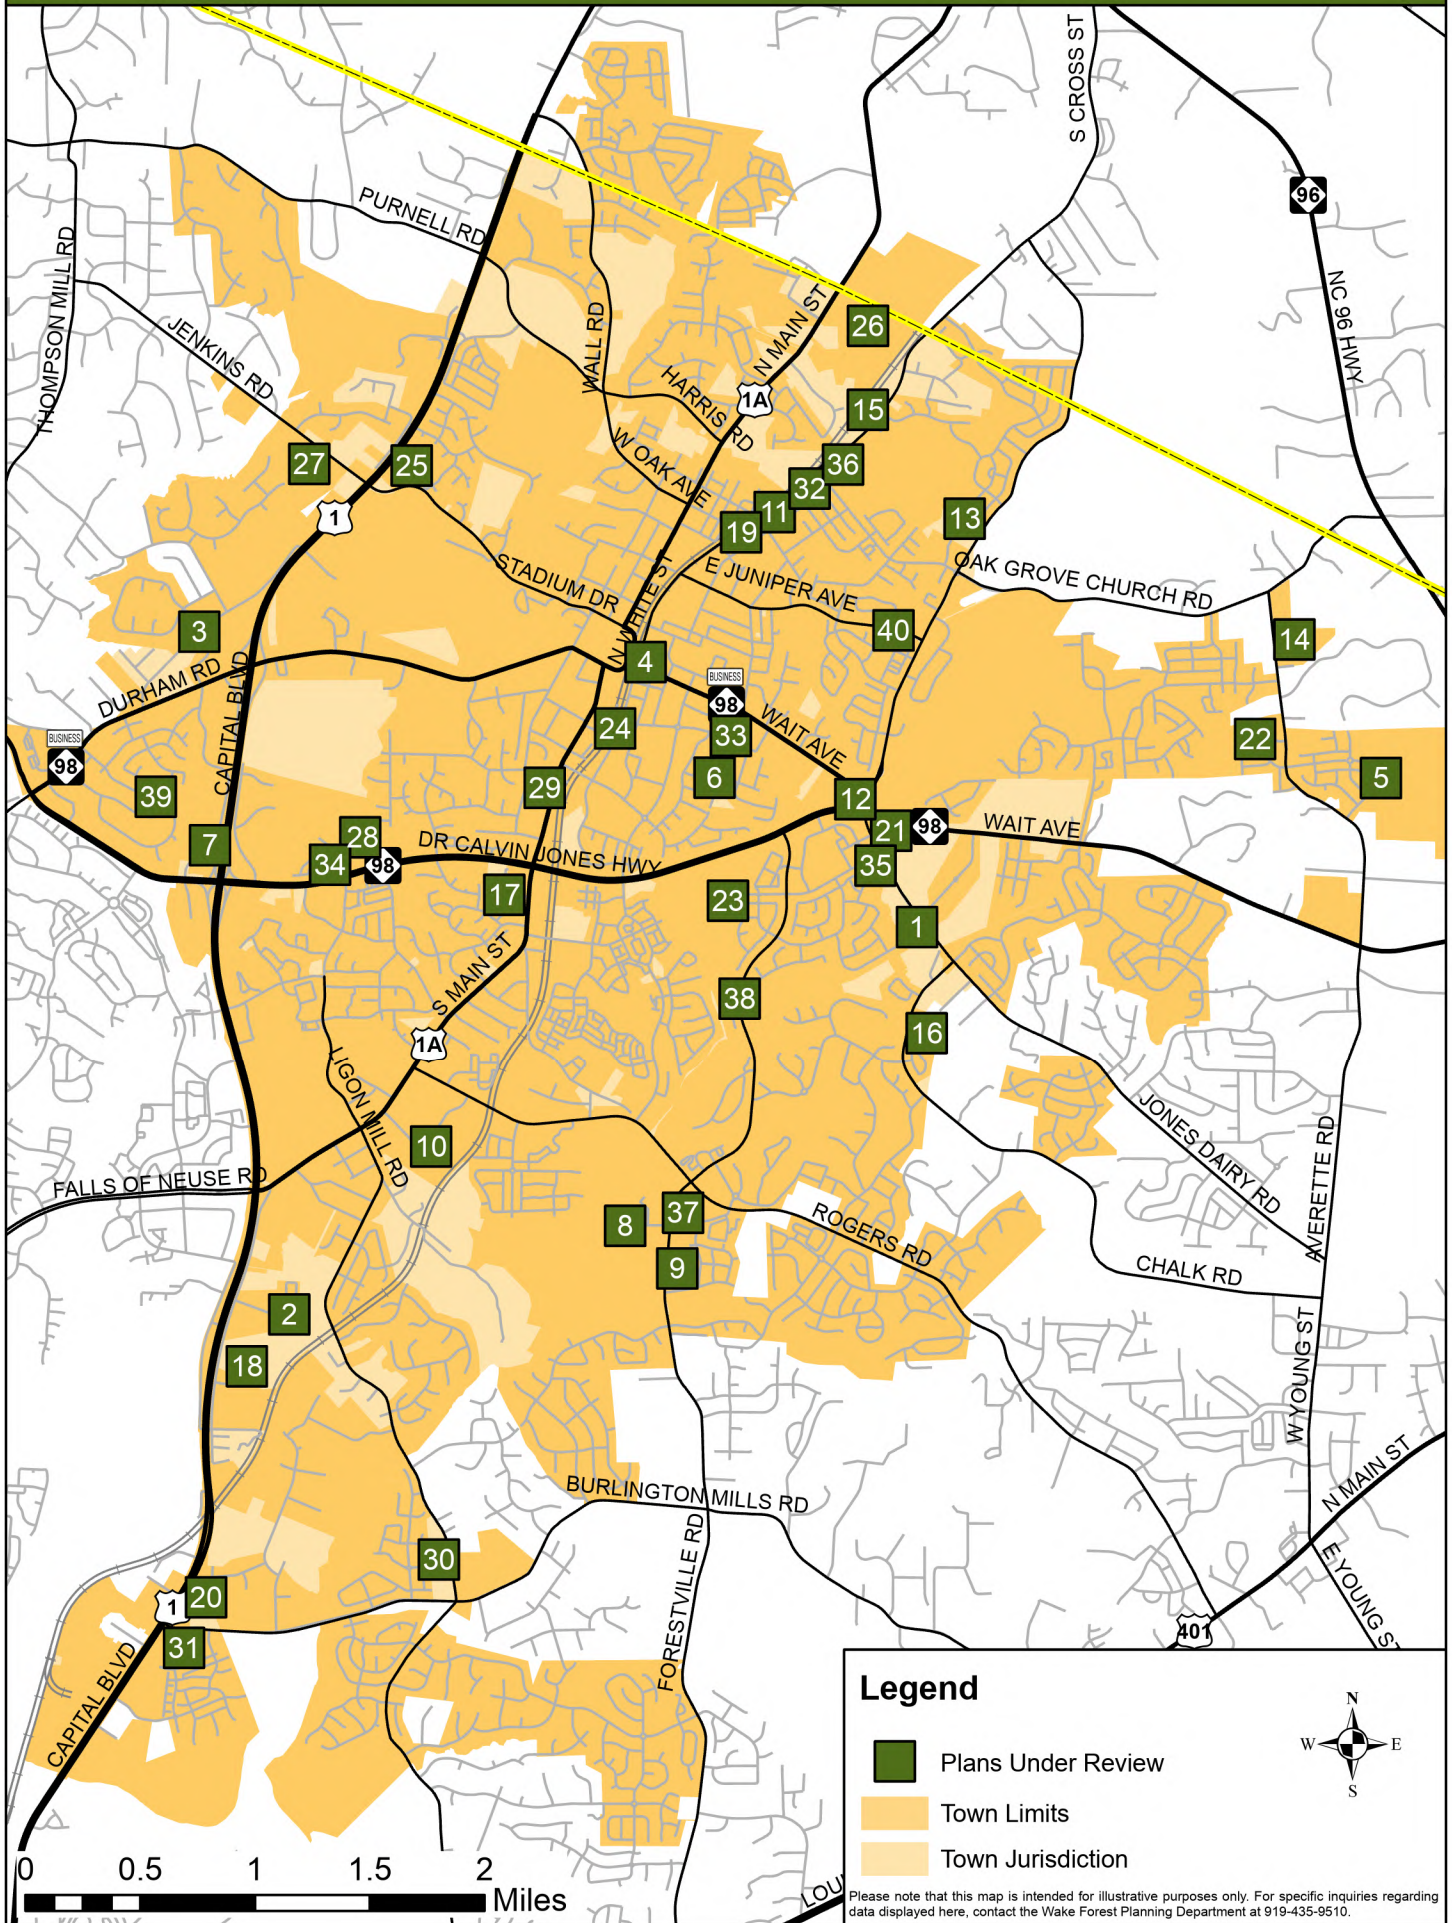 S CROSS ST
96
PURNELL RD
THOMPSON MILL RD
NC 96 HWY
JENKINS RD
WALL RD
N MAIN ST
26
HARRIS RD
1A
15
27
25
W OAK AVE
36
32
1
11
13
19
STADIUM DR
N WHITE ST
E JUNIPER AVE
OAK GROVE CHURCH RD
3
40
14
4
DURHAM RD
BUSINESS
98
CAPITAL BLVD
24
33
WAIT AVE
22
BUSINESS
98
6
5
39
29
12
7
28
21
98
WAIT AVE
34
98
DR CALVIN JONES HWY
35
17
23
1
S MAIN ST
38
16
1A
LIGON MILL RD
JONES DAIRY RD
10
AVERETTE RD
FALLS OF NEUSE RD
8
37
ROGERS RD
9
CHALK RD
2
18
W YOUNG ST
N MAIN ST
BURLINGTON MILLS RD
30
FORESTVILLE RD
E YOUNG ST
1
20
401
31
CAPITAL BLVD
Legend
N
W
E
S
Plans Under Review
Town Limits
Town Jurisdiction
0 0.5 1 1.5 2
Miles
LOU
Please note that this map is intended for illustrative purposes only. For specific inquiries regarding
data displayed here, contact the Wake Forest Planning Department at 919-435-9510.